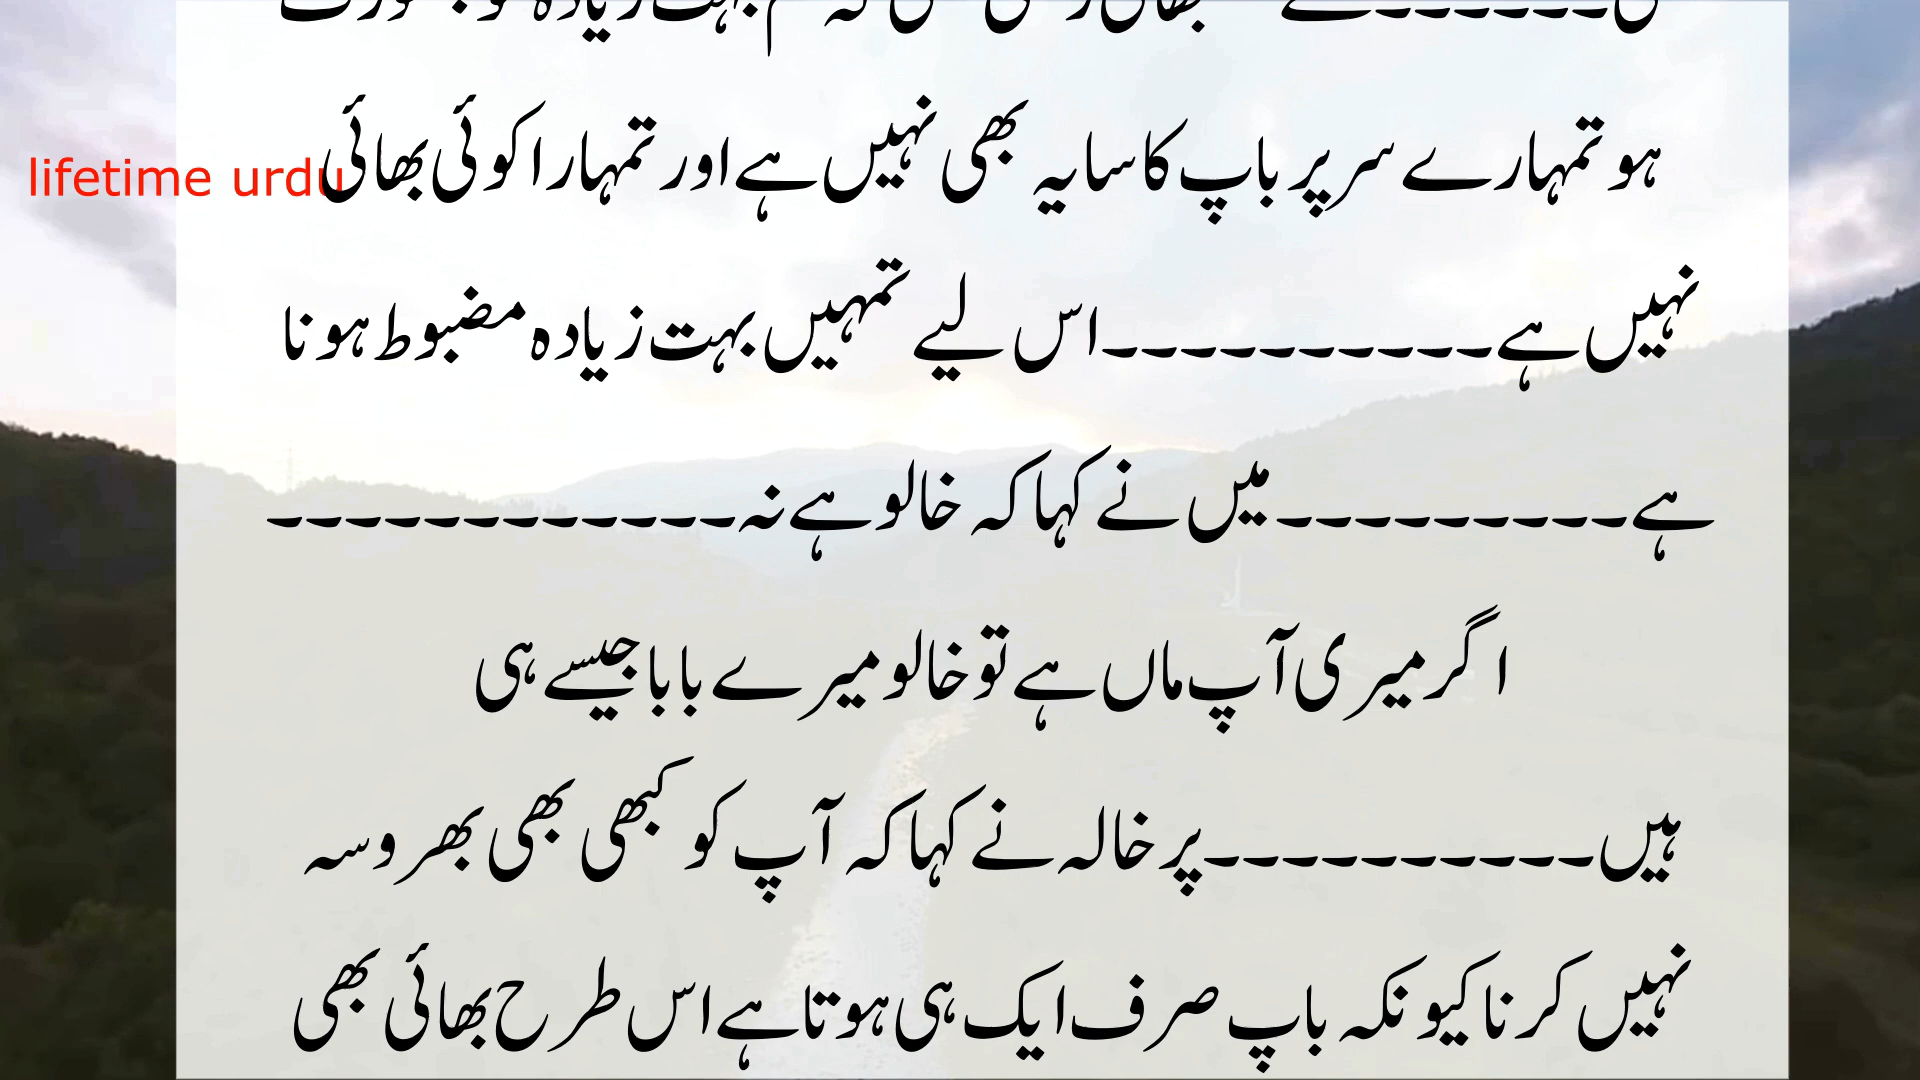 ہو تمہارے سر پر باپ کا سایہ بھی نہیں ہے اور تمہارا کوئی بھائی
lifetime urdu
نہیں ہے۔۔۔۔۔۔۔۔۔۔اس لیے تمہیں بہت زیادہ مضبوط ہونا
ہے۔۔۔۔۔۔۔۔۔میں نے کہا کہ خالو ہے نہ۔۔۔۔۔۔۔۔۔۔۔۔
اگر میری آپ ماں ہے تو خالو میرے بابا جیسے ہی
ہیں۔۔۔۔۔۔۔۔۔۔پر خالہ نے کہا کہ آپ کو کبھی بھی بھروسہ
نہیں کرنا کیونکہ باپ صرف ایک ہی ہوتا ہے اس طرح بھائی بھی